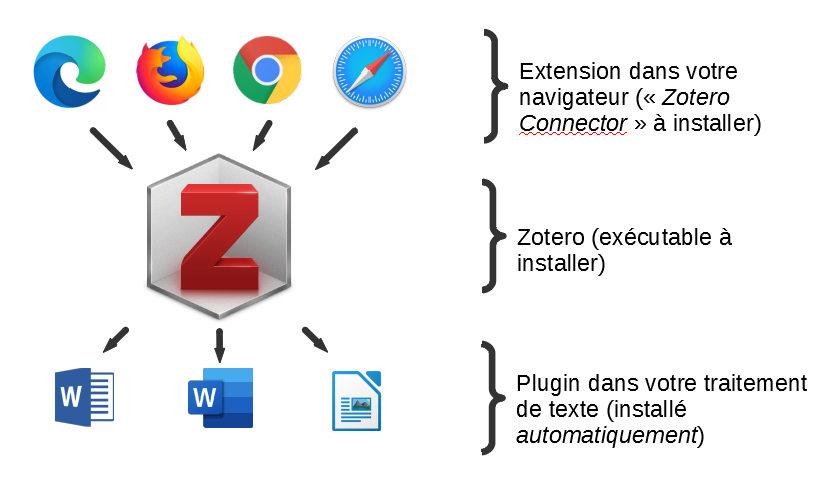 Extension dans votre
navigateur (« Zotero
Connector » à installer)
Z
Zotero (exécutable à
installer)
W
W
Plugin dans votre traitement
de texte (installé
automatiquement)